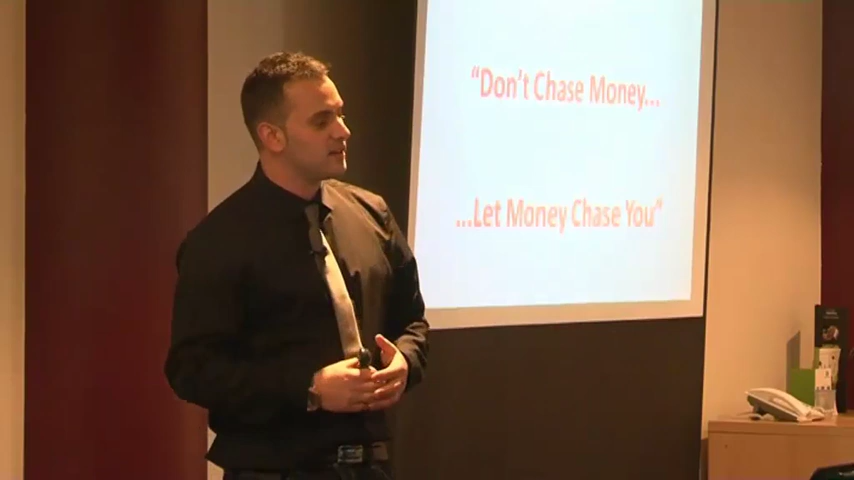 “Don't Chase Money...
...Let Money Chase You”